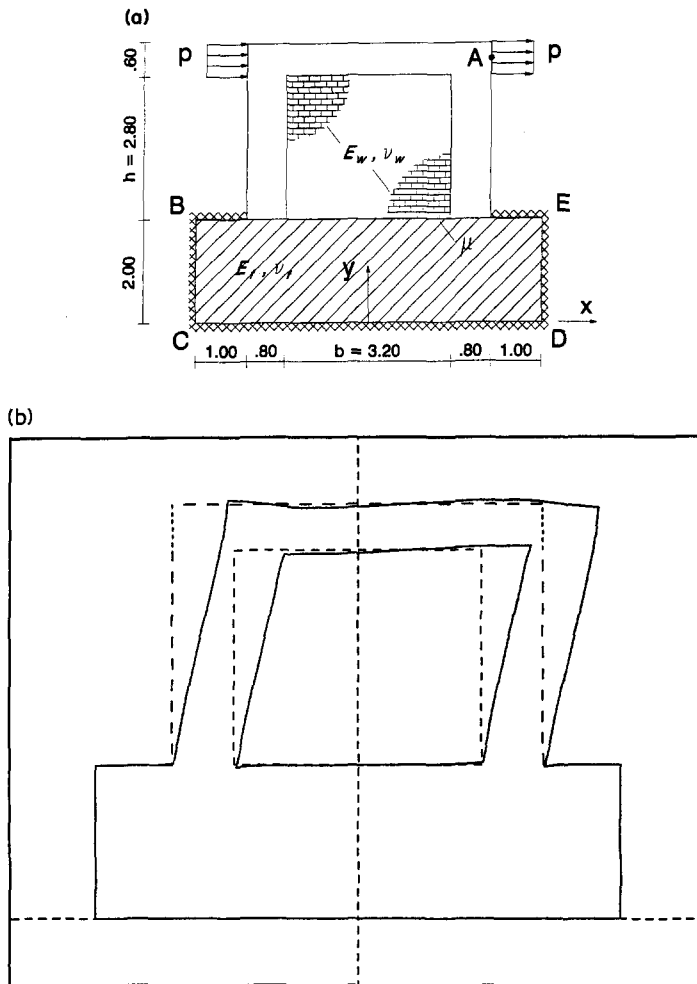 (a)
p
A
p
.60
h = 2.80
E_w, ν_w
B
E
μ
2.00
E_f, ν_f
y
x
C
D
1.00
.80
b = 3.20
.80
1.00
(b)